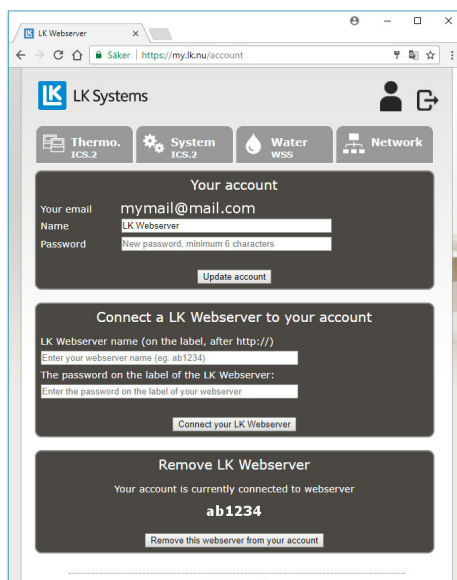 LK Webserver
Säker | https://my.lk.nu/account
LK LK Systems
Thermo. ICS.2
System ICS.2
Water WSS
Network
Your account
Your email mymail@mail.com
Name LK Webserver
Password New password, minimum 6 characters
Update account
Connect a LK Webserver to your account
LK Webserver name (on the label, after http://)
Enter your webserver name (eg. ab1234)
The password on the label of the LK Webserver:
Enter the password on the label of your webserver
Connect your LK Webserver
Remove LK Webserver
Your account is currently connected to webserver
ab1234
Remove this webserver from your account